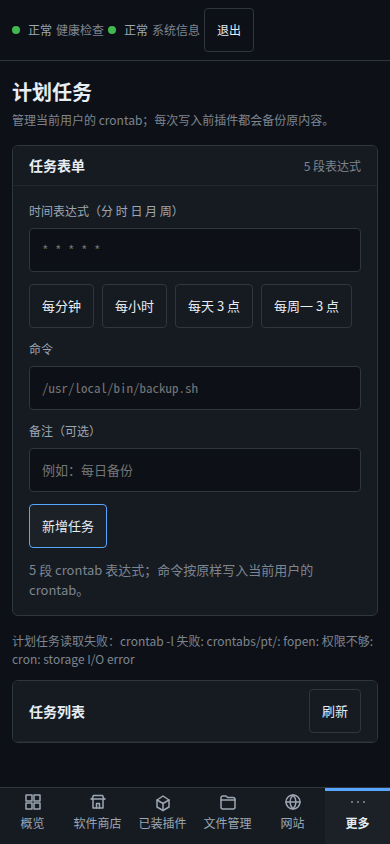 正常 健康检查 正常 系统信息 退出
计划任务
管理当前用户的 crontab；每次写入前插件都会备份原内容。
任务表单 5 段表达式
时间表达式（分 时 日 月 周）
* * * * *
每分钟 每小时 每天 3 点 每周一 3 点
命令
/usr/local/bin/backup.sh
备注（可选）
例如：每日备份
新增任务
5 段 crontab 表达式；命令按原样写入当前用户的
crontab。
计划任务读取失败：crontab -l 失败: crontabs/pt/: fopen: 权限不够:
cron: storage I/O error
任务列表 刷新
概览 软件商店 已装插件 文件管理 网站 更多